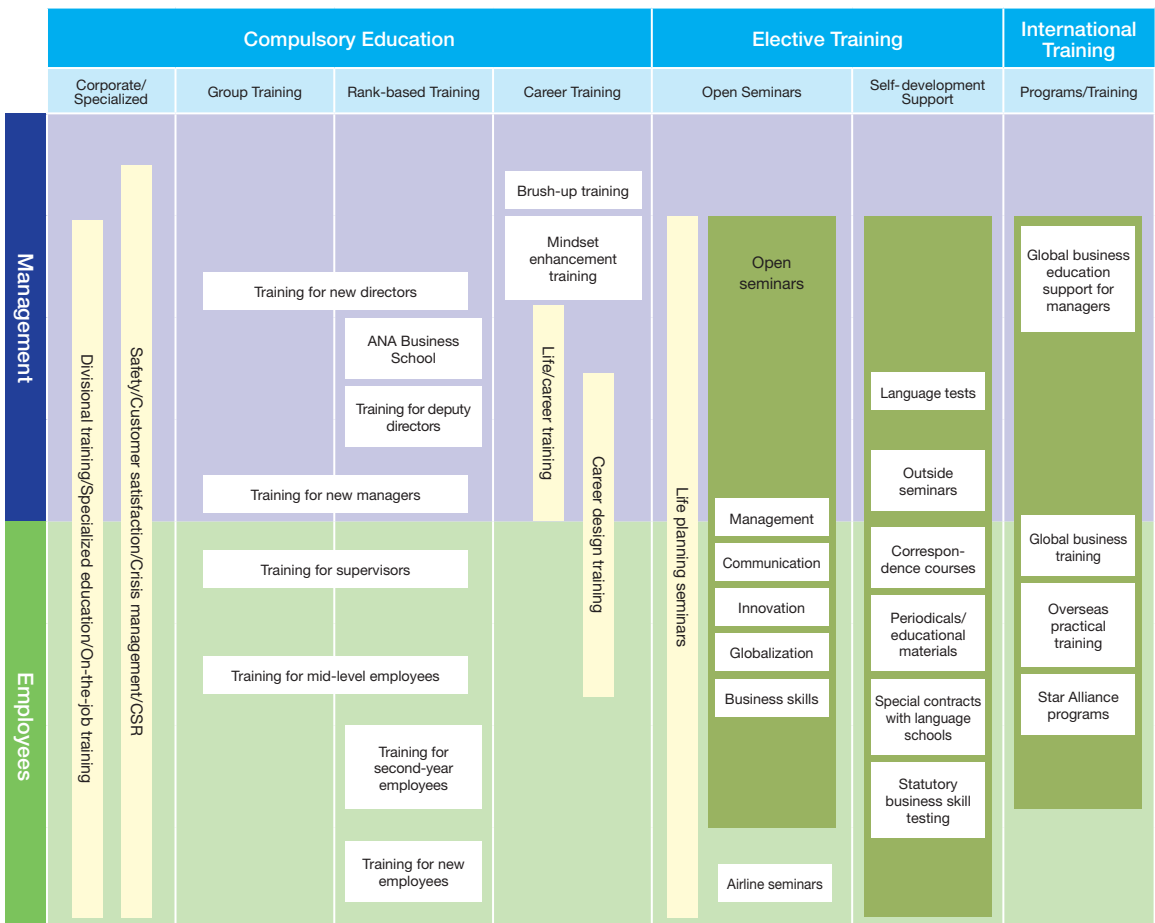 Compulsory Education
Elective Training
International
Training
Corporate/
Specialized
Group Training
Rank-based Training
Career Training
Open Seminars
Self-development
Support
Programs/Training
Management
Employees
Divisional training/Specialized education/On-the-job training
Safety/Customer satisfaction/Crisis management/CSR
Training for new directors
Training for new managers
Training for supervisors
Training for mid-level employees
ANA Business
School
Training for deputy
directors
Training for
second-year
employees
Training for new
employees
Brush-up training
Mindset
enhancement
training
Life/career training
Career design training
Life planning seminars
Open
seminars
Management
Communication
Innovation
Globalization
Business skills
Airline seminars
Language tests
Outside
seminars
Correspon-
dence courses
Periodicals/
educational
materials
Special contracts
with language
schools
Statutory
business skill
testing
Global business
education
support for
managers
Global business
training
Overseas
practical
training
Star Alliance
programs